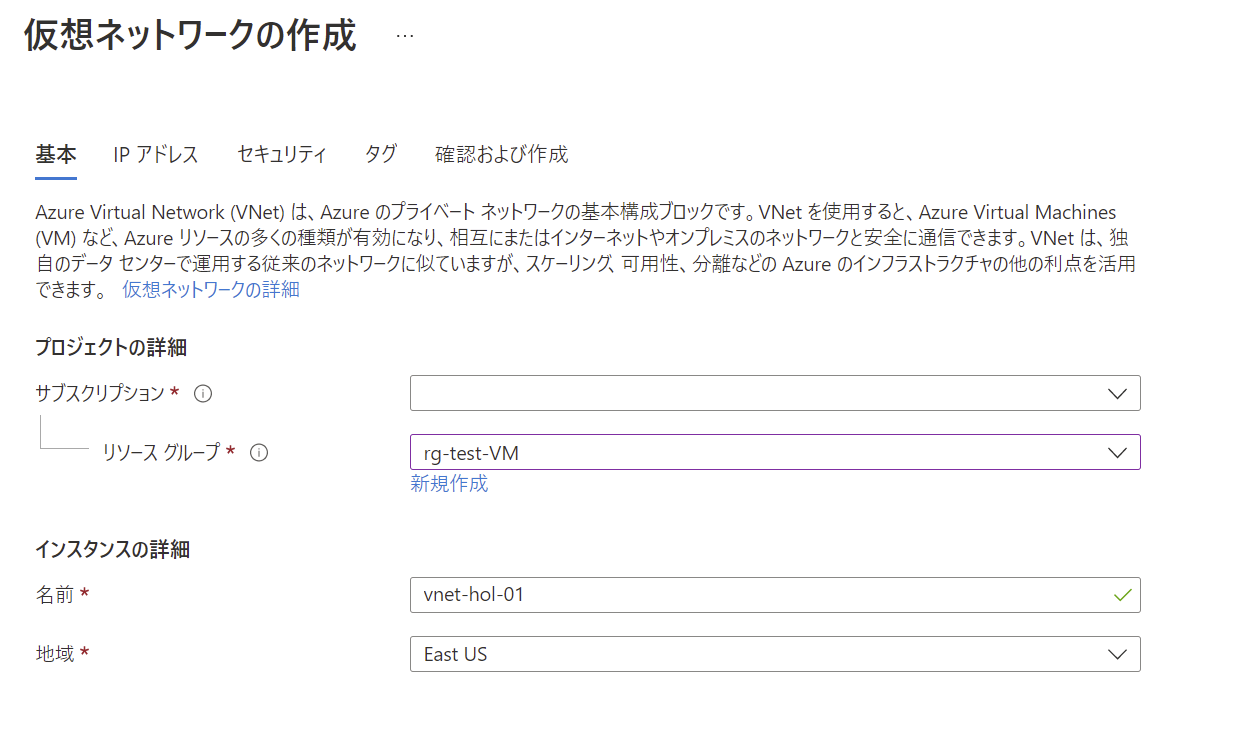 仮想ネットワークの作成 …
基本 IP アドレス セキュリティ タグ 確認および作成
Azure Virtual Network (VNet) は、Azure のプライベート ネットワークの基本構成ブロックです。VNet を使用すると、Azure Virtual Machines
(VM) など、Azure リソースの多くの種類が有効になり、相互にまたはインターネットやオンプレミスのネットワークと安全に通信できます。VNet は、独
自のデータ センターで運用する従来のネットワークに似ていますが、スケーリング、可用性、分離などの Azure のインフラストラクチャの他の利点を活用
できます。 仮想ネットワークの詳細
プロジェクトの詳細
サブスクリプション *
リソース グループ * rg-test-VM
新規作成
インスタンスの詳細
名前 * vnet-hol-01
地域 * East US